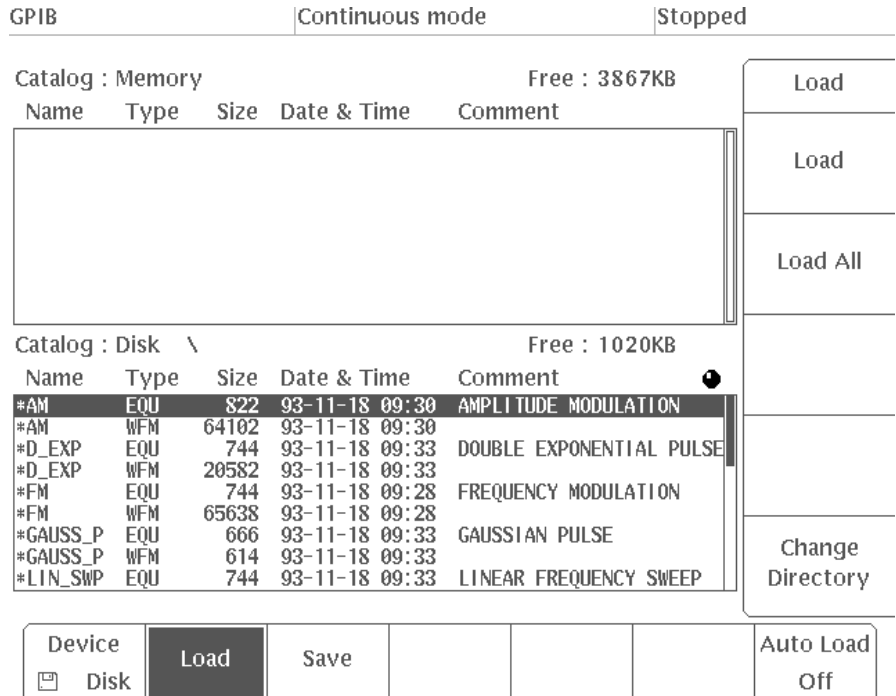 GPIB Continuous mode Stopped
Catalog : Memory Free : 3867KB
Name Type Size Date & Time Comment
Catalog : Disk \ Free : 1020KB
Name Type Size Date & Time Comment
*AM EQU 822 93-11-18 09:30 AMPLITUDE MODULATION
*AM WFM 64102 93-11-18 09:30
*D_EXP EQU 744 93-11-18 09:33 DOUBLE EXPONENTIAL PULSE
*D_EXP WFM 20582 93-11-18 09:33
*FM EQU 744 93-11-18 09:28 FREQUENCY MODULATION
*FM WFM 65638 93-11-18 09:28
*GAUSS_P EQU 666 93-11-18 09:33 GAUSSIAN PULSE
*GAUSS_P WFM 614 93-11-18 09:33
*LIN_SWP EQU 744 93-11-18 09:33 LINEAR FREQUENCY SWEEP
Load
Load
Load All
Change
Directory
Device
Disk
Load
Save
Auto Load
Off